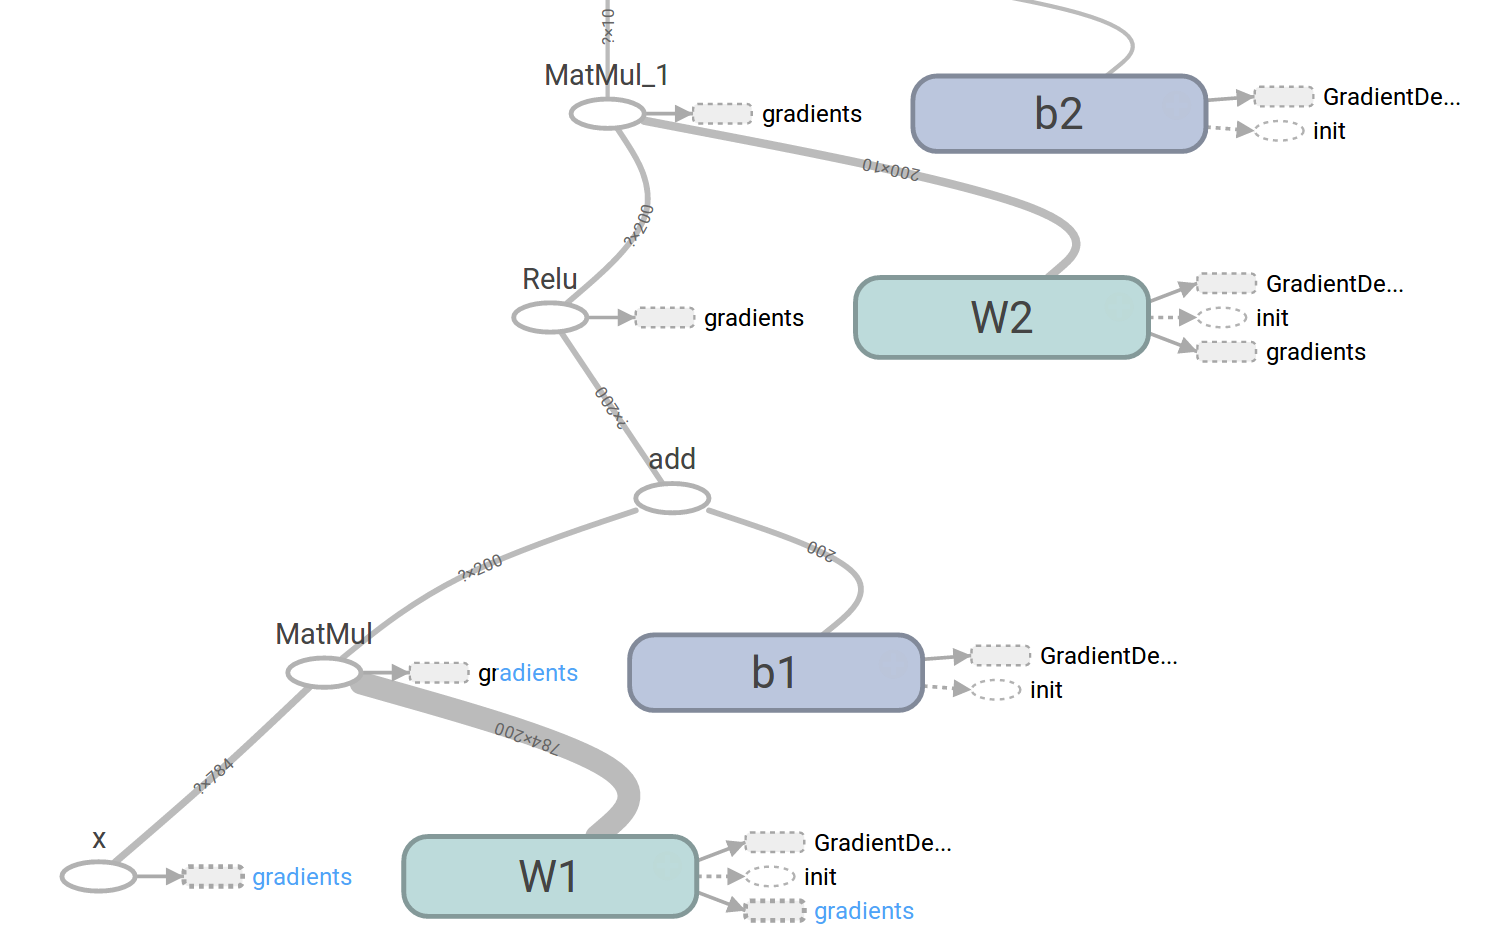 ?×10
MatMul_1
gradients
b2
GradientDe...
init
200×10
?×200
Relu
gradients
W2
GradientDe...
init
gradients
?×200
add
?×200
200
MatMul
gradients
b1
GradientDe...
init
784×200
?×784
x
gradients
W1
GradientDe...
init
gradients